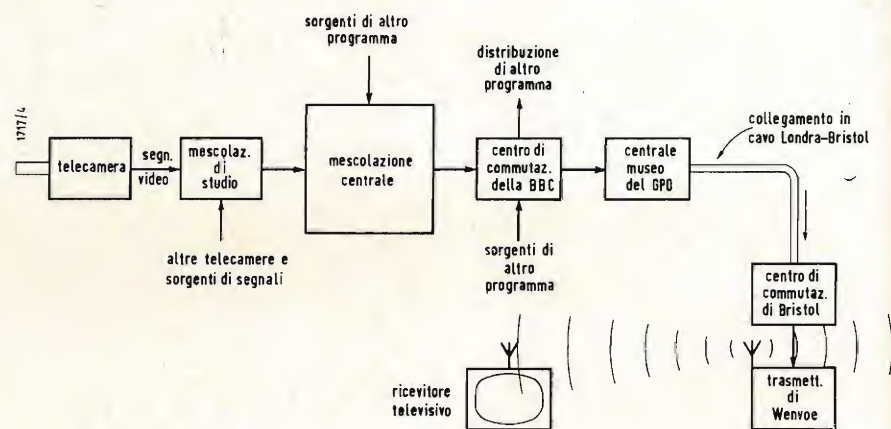 sorgenti di altro
programma
distribuzione
di altro
programma
1717/4
telecamera
segn.
video
mescolaz.
di
studio
mescolazione
centrale
centro di
commutaz.
della BBC
centrale
museo
del GPO
collegamento in
cavo Londra-Bristol
altre telecamere e
sorgenti di segnali
sorgenti di
altro
programma
centro di
commutaz.
di Bristol
ricevitore
televisivo
trasmett.
di
Wenvoe